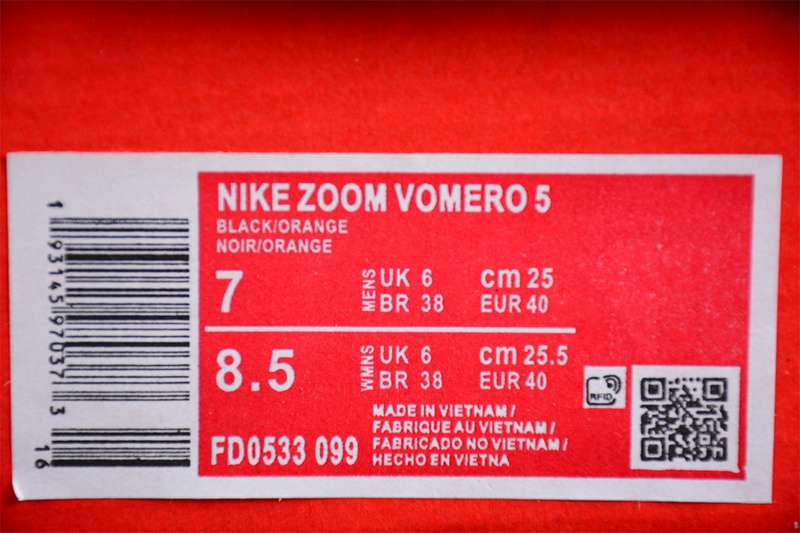 NIKE ZOOM VOMERO 5
BLACK/ORANGE
NOIR/ORANGE
7
MENS
UK 6 cm 25
BR 38 EUR 40
8.5
WMNS
UK 6 cm 25.5
BR 38 EUR 40
FD0533 099
MADE IN VIETNAM/
FABRIQUE AU VIETNAM/
FABRICADO NO VIETNAM/
HECHO EN VIETNA
RFID
1 93145 97037 3 16